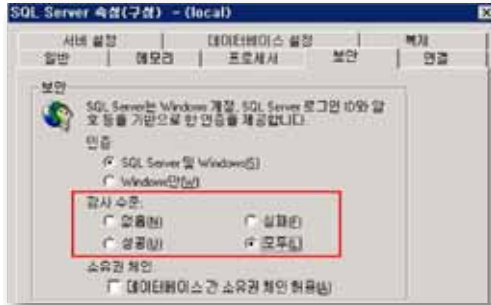 SQL Server 속성(구성) - (local)
서버 설정 데이터베이스 설정 복제
일반 메모리 프로세서 보안 연결
보안
SQL Server는 Windows 계정, SQL Server 로그인 ID와 암
호 등을 기반으로 한 인증을 제공합니다.
인증:
SQL Server 및 Windows(S)
Windows만(W)
감사 수준:
없음(N) 실패(F)
성공(U) 모두(L)
소유권 체인:
데이터베이스 간 소유권 체인 허용(A)